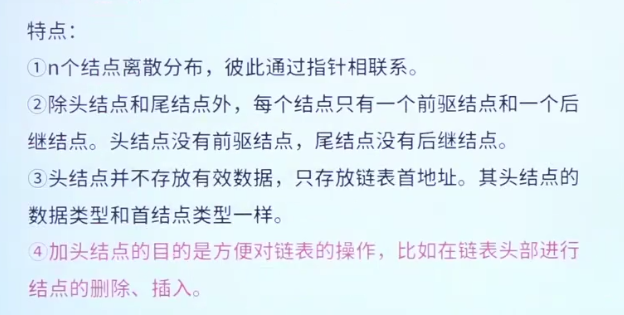 特点：
①n个结点离散分布，彼此通过指针相联系。
②除头结点和尾结点外，每个结点只有一个前驱结点和一个后
继结点。头结点没有前驱结点，尾结点没有后继结点。
③头结点并不存放有效数据，只存放链表首地址。其头结点的
数据类型和首结点类型一样。
④加头结点的目的是方便对链表的操作，比如在链表头部进行
结点的删除、插入。